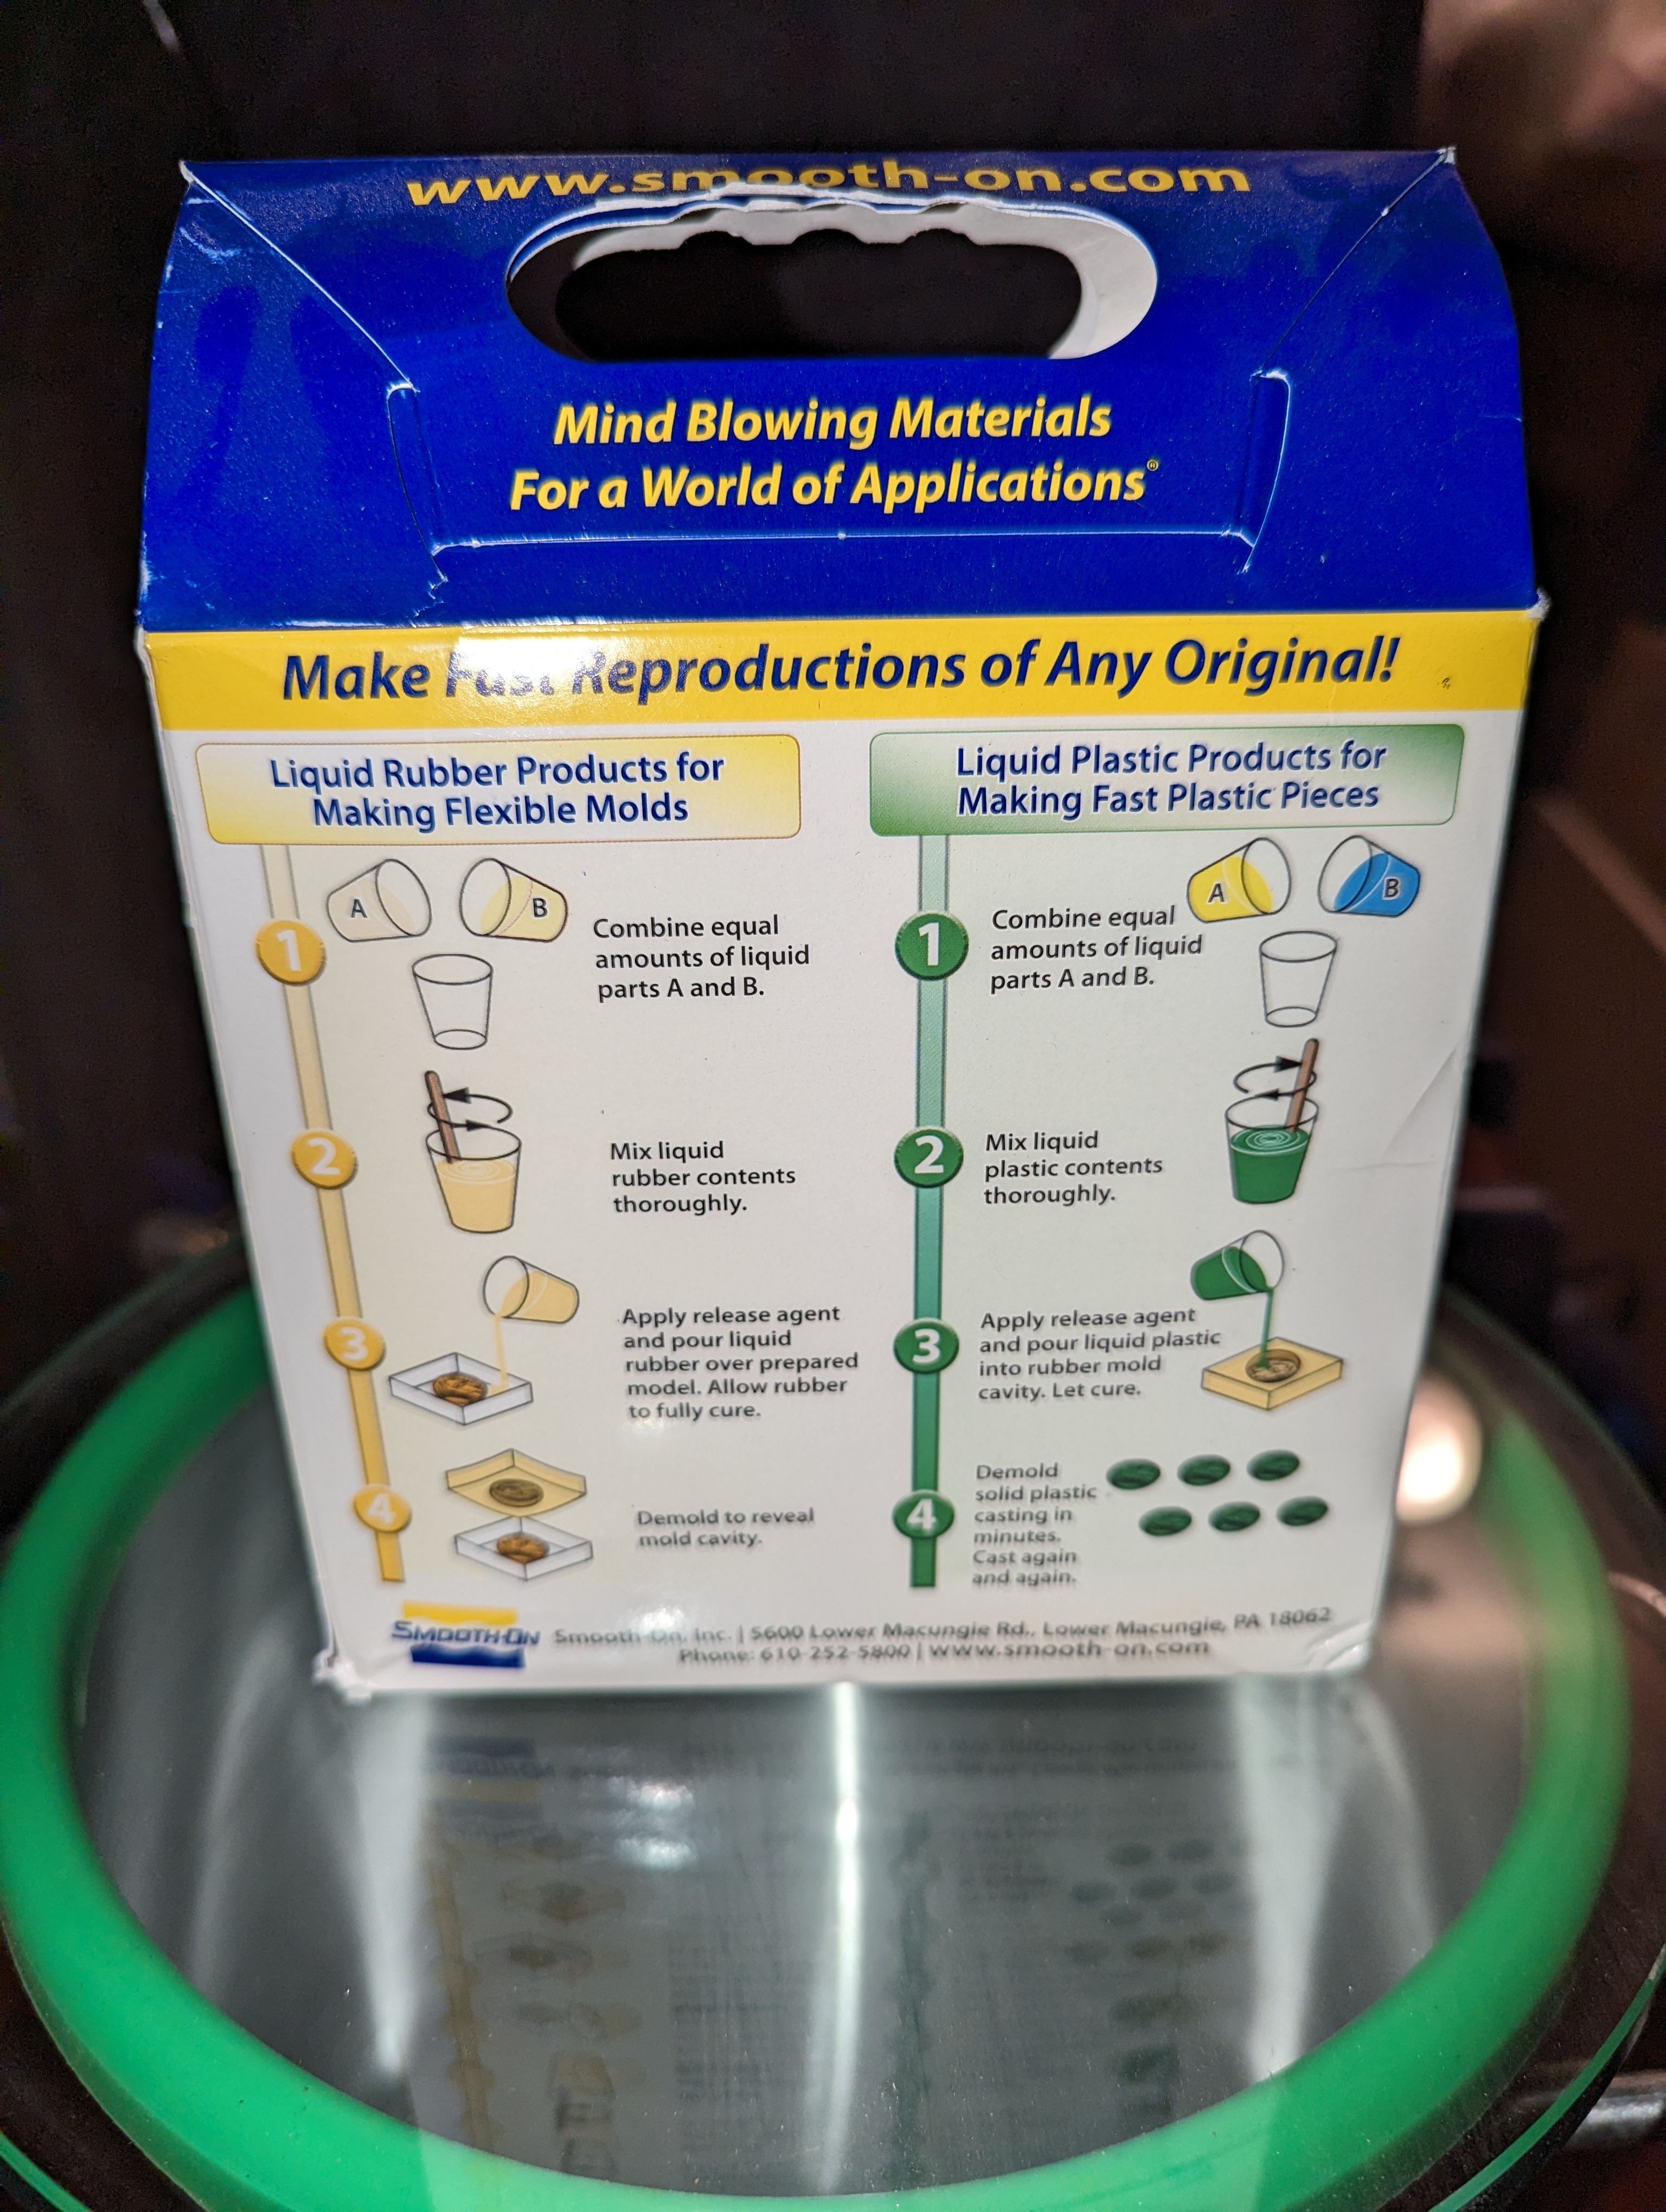 www.smooth-on.com
Mind Blowing Materials
For a World of Applications®
Make Fast Reproductions of Any Original!
Liquid Rubber Products for
Making Flexible Molds
A
B
1
Combine equal
amounts of liquid
parts A and B.
2
Mix liquid
rubber contents
thoroughly.
3
Apply release agent
and pour liquid
rubber over prepared
model. Allow rubber
to fully cure.
4
Demold to reveal
mold cavity.
Liquid Plastic Products for
Making Fast Plastic Pieces
A
B
1
Combine equal
amounts of liquid
parts A and B.
2
Mix liquid
plastic contents
thoroughly.
3
Apply release agent
and pour liquid plastic
into rubber mold
cavity. Let cure.
4
Demold
solid plastic
casting in
minutes.
Cast again
and again.
SMOOTH-ON
Smooth-On, Inc. | 5600 Lower Macungie Rd., Lower Macungie, PA 18062
Phone: 610-252-5800 | www.smooth-on.com